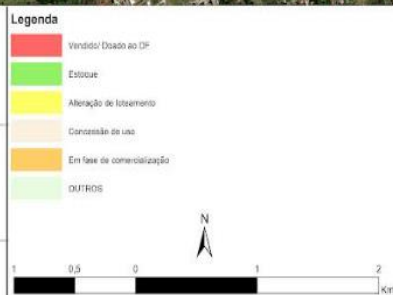 Legenda
Vendido/ Doado ao DF
Estoque
Alteração de loteamento
Concessão de uso
Em fase de comercialização
OUTROS
N
1 0,5 0 1 2
Km